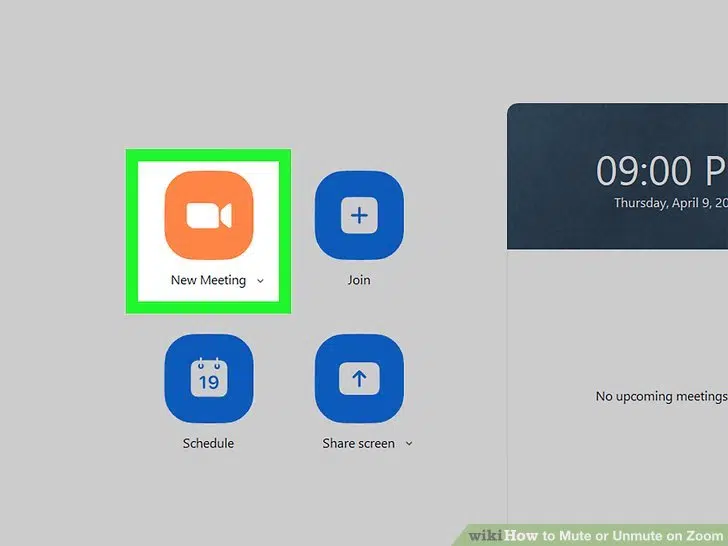 09:00 P
Thursday, April 9, 20
New Meeting
Join
19
Schedule
Share screen
No upcoming meetings
wikiHow to Mute or Unmute on Zoom